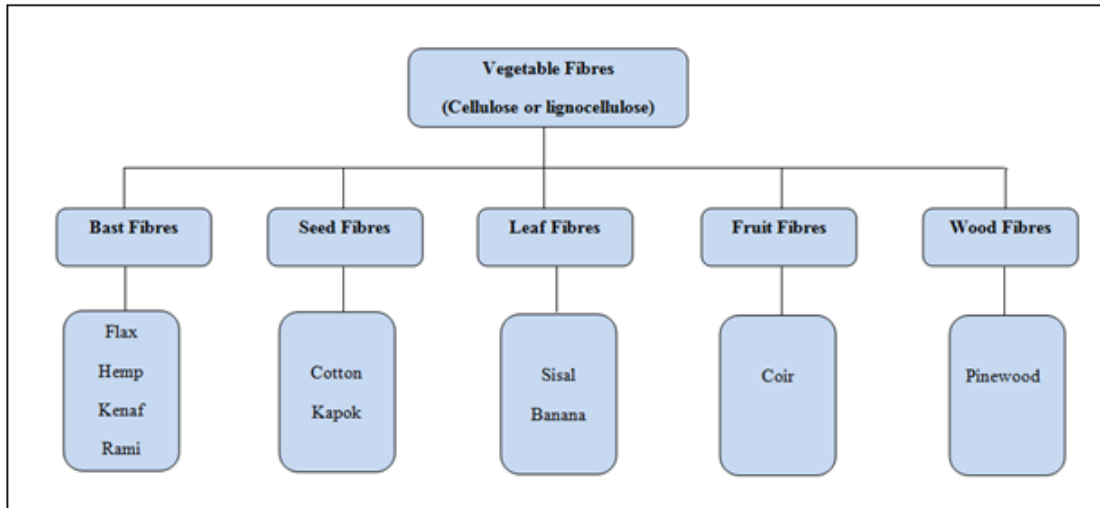 Vegetable Fibres
(Cellulose or lignocellulose)
Bast Fibres
Seed Fibres
Leaf Fibres
Fruit Fibres
Wood Fibres
Flax
Hemp
Kenaf
Rami
Cotton
Kapok
Sisal
Banana
Coir
Pinewood